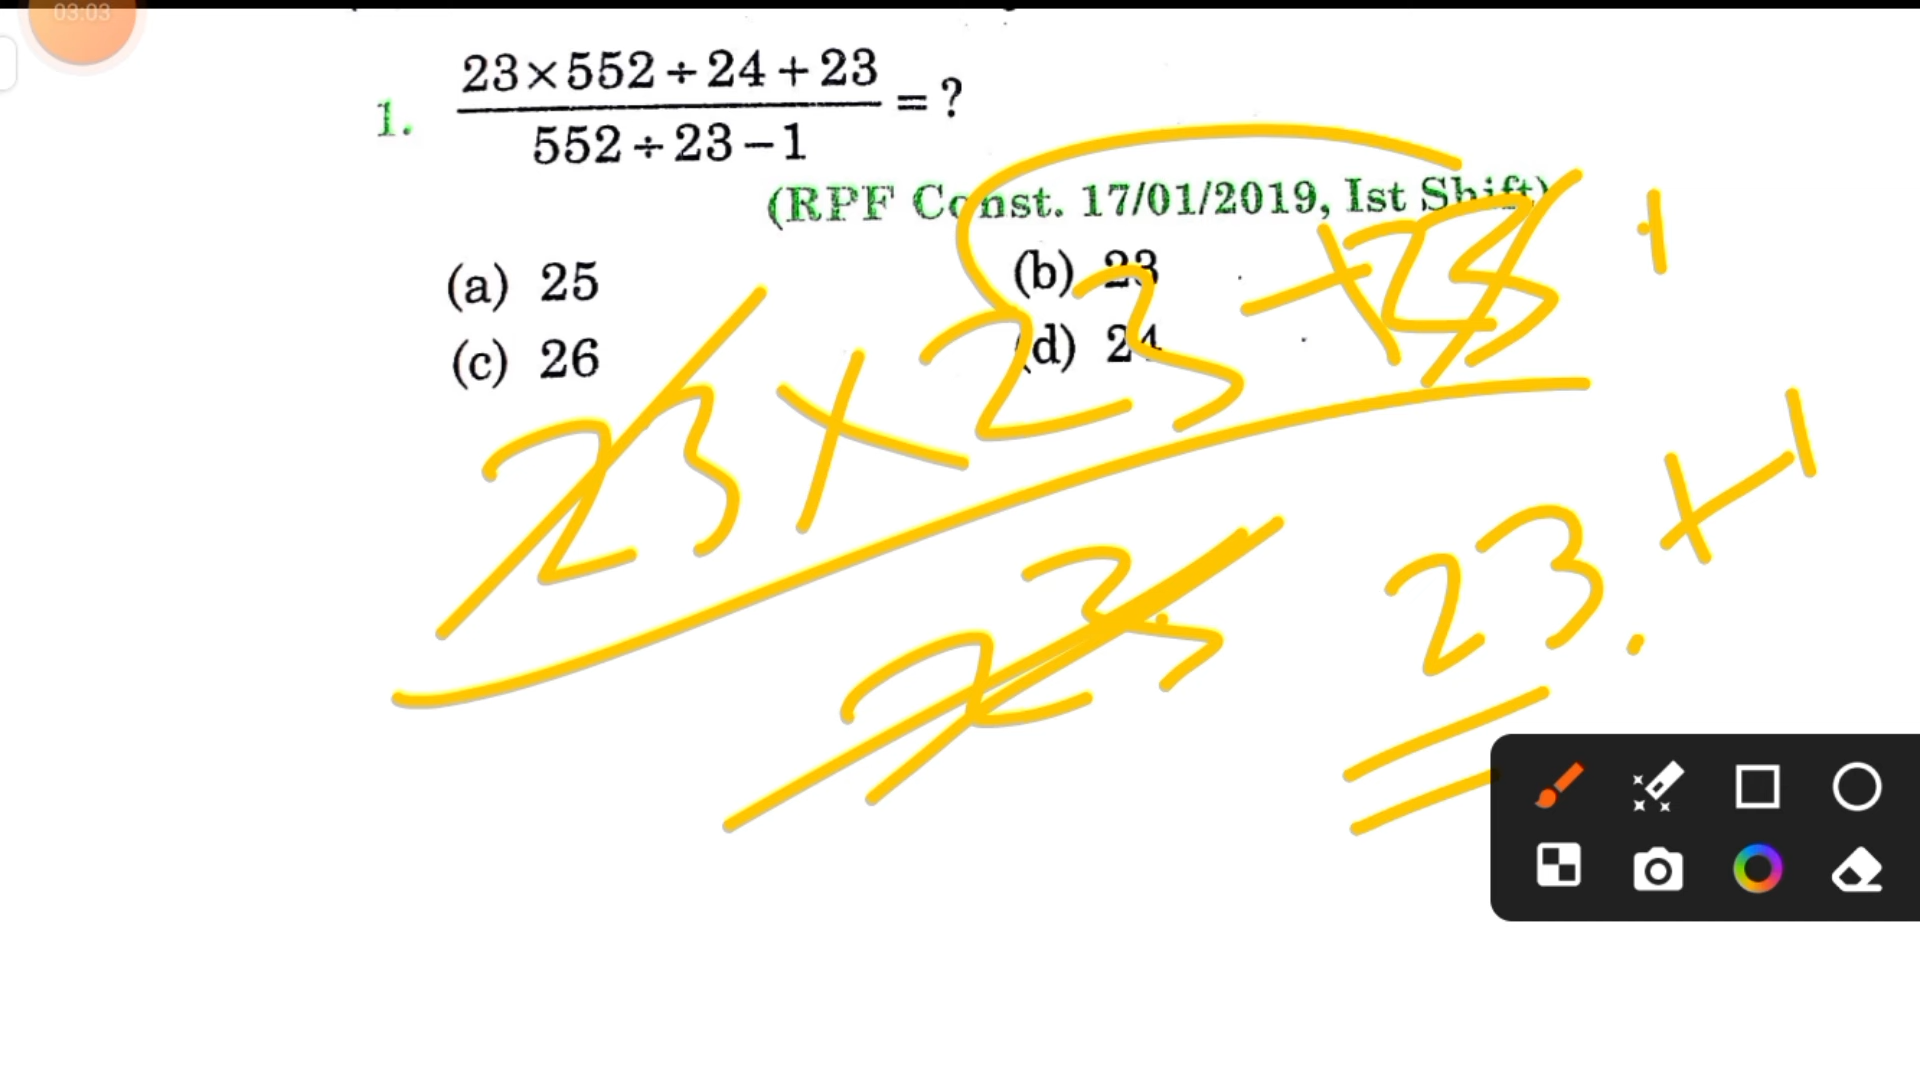 03:03
1. 23×552÷24+23 = ?
552÷23−1
(RPF Const. 17/01/2019, Ist Shift)
(a) 25 (b) 23
(c) 26 (d) 24
23 × 23 + 23 1
23 23 + 1